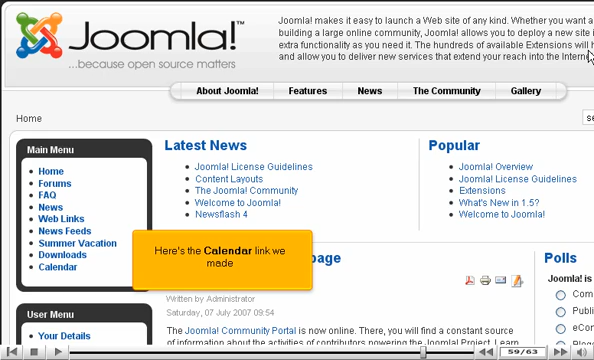 Joomla!™
...because open source matters
Joomla! makes it easy to launch a Web site of any kind. Whether you want a
building a large online community, Joomla! allows you to deploy a new site
extra functionality as you need it. The hundreds of available Extensions will
and allow you to deliver new services that extend your reach into the Intern
About Joomla! Features News The Community Gallery
Home
se
Main Menu
Home
Forums
FAQ
News
Web Links
News Feeds
Summer Vacation
Downloads
Calendar
Latest News
Joomla! License Guidelines
Content Layouts
The Joomla! Community
Welcome to Joomla!
Newsflash 4
Popular
Joomla! Overview
Joomla! License Guidelines
Extensions
What's New in 1.5?
Welcome to Joomla!
Here's the Calendar link we
made
page
Written by Administrator
Saturday, 07 July 2007 09:54
The Joomla! Community Portal is now online. There, you will find a constant source
of information about the activities of contributors powering the Joomla! Project. Learn
Polls
Joomla! is
Com
Publi
eCor
User Menu
Your Details
59/63